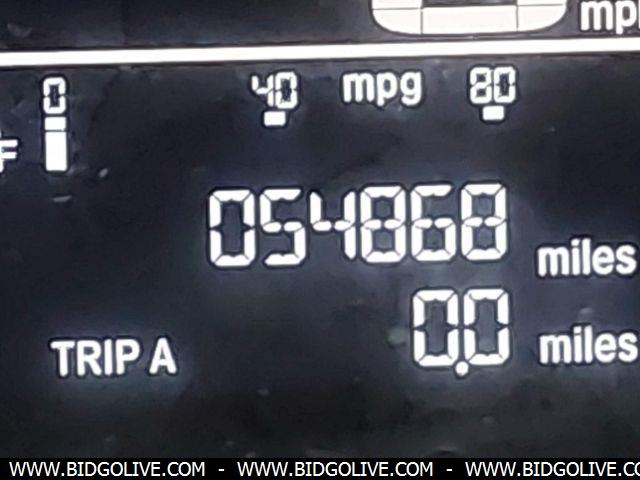 mp
0 40 mpg 80
F
054868 miles
0.0 miles
TRIP A
WWW.BIDGOLIVE.COM - WWW.BIDGOLIVE.COM - WWW.BIDGOLIVE.CO